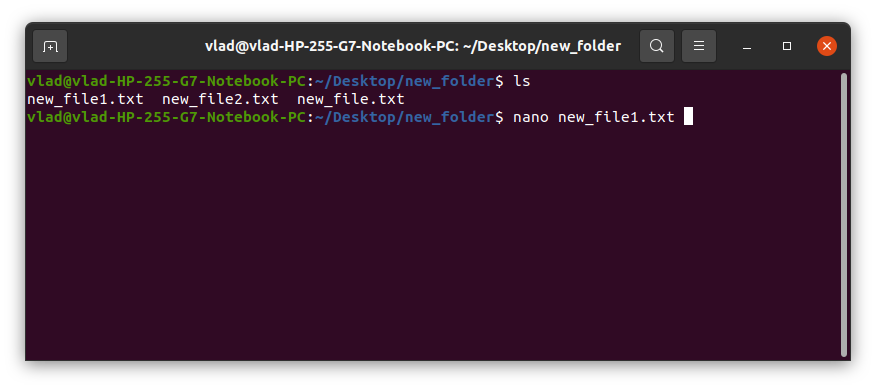 vlad@vlad-HP-255-G7-Notebook-PC: ~/Desktop/new_folder
vlad@vlad-HP-255-G7-Notebook-PC:~/Desktop/new_folder$ ls
new_file1.txt  new_file2.txt  new_file.txt
vlad@vlad-HP-255-G7-Notebook-PC:~/Desktop/new_folder$ nano new_file1.txt